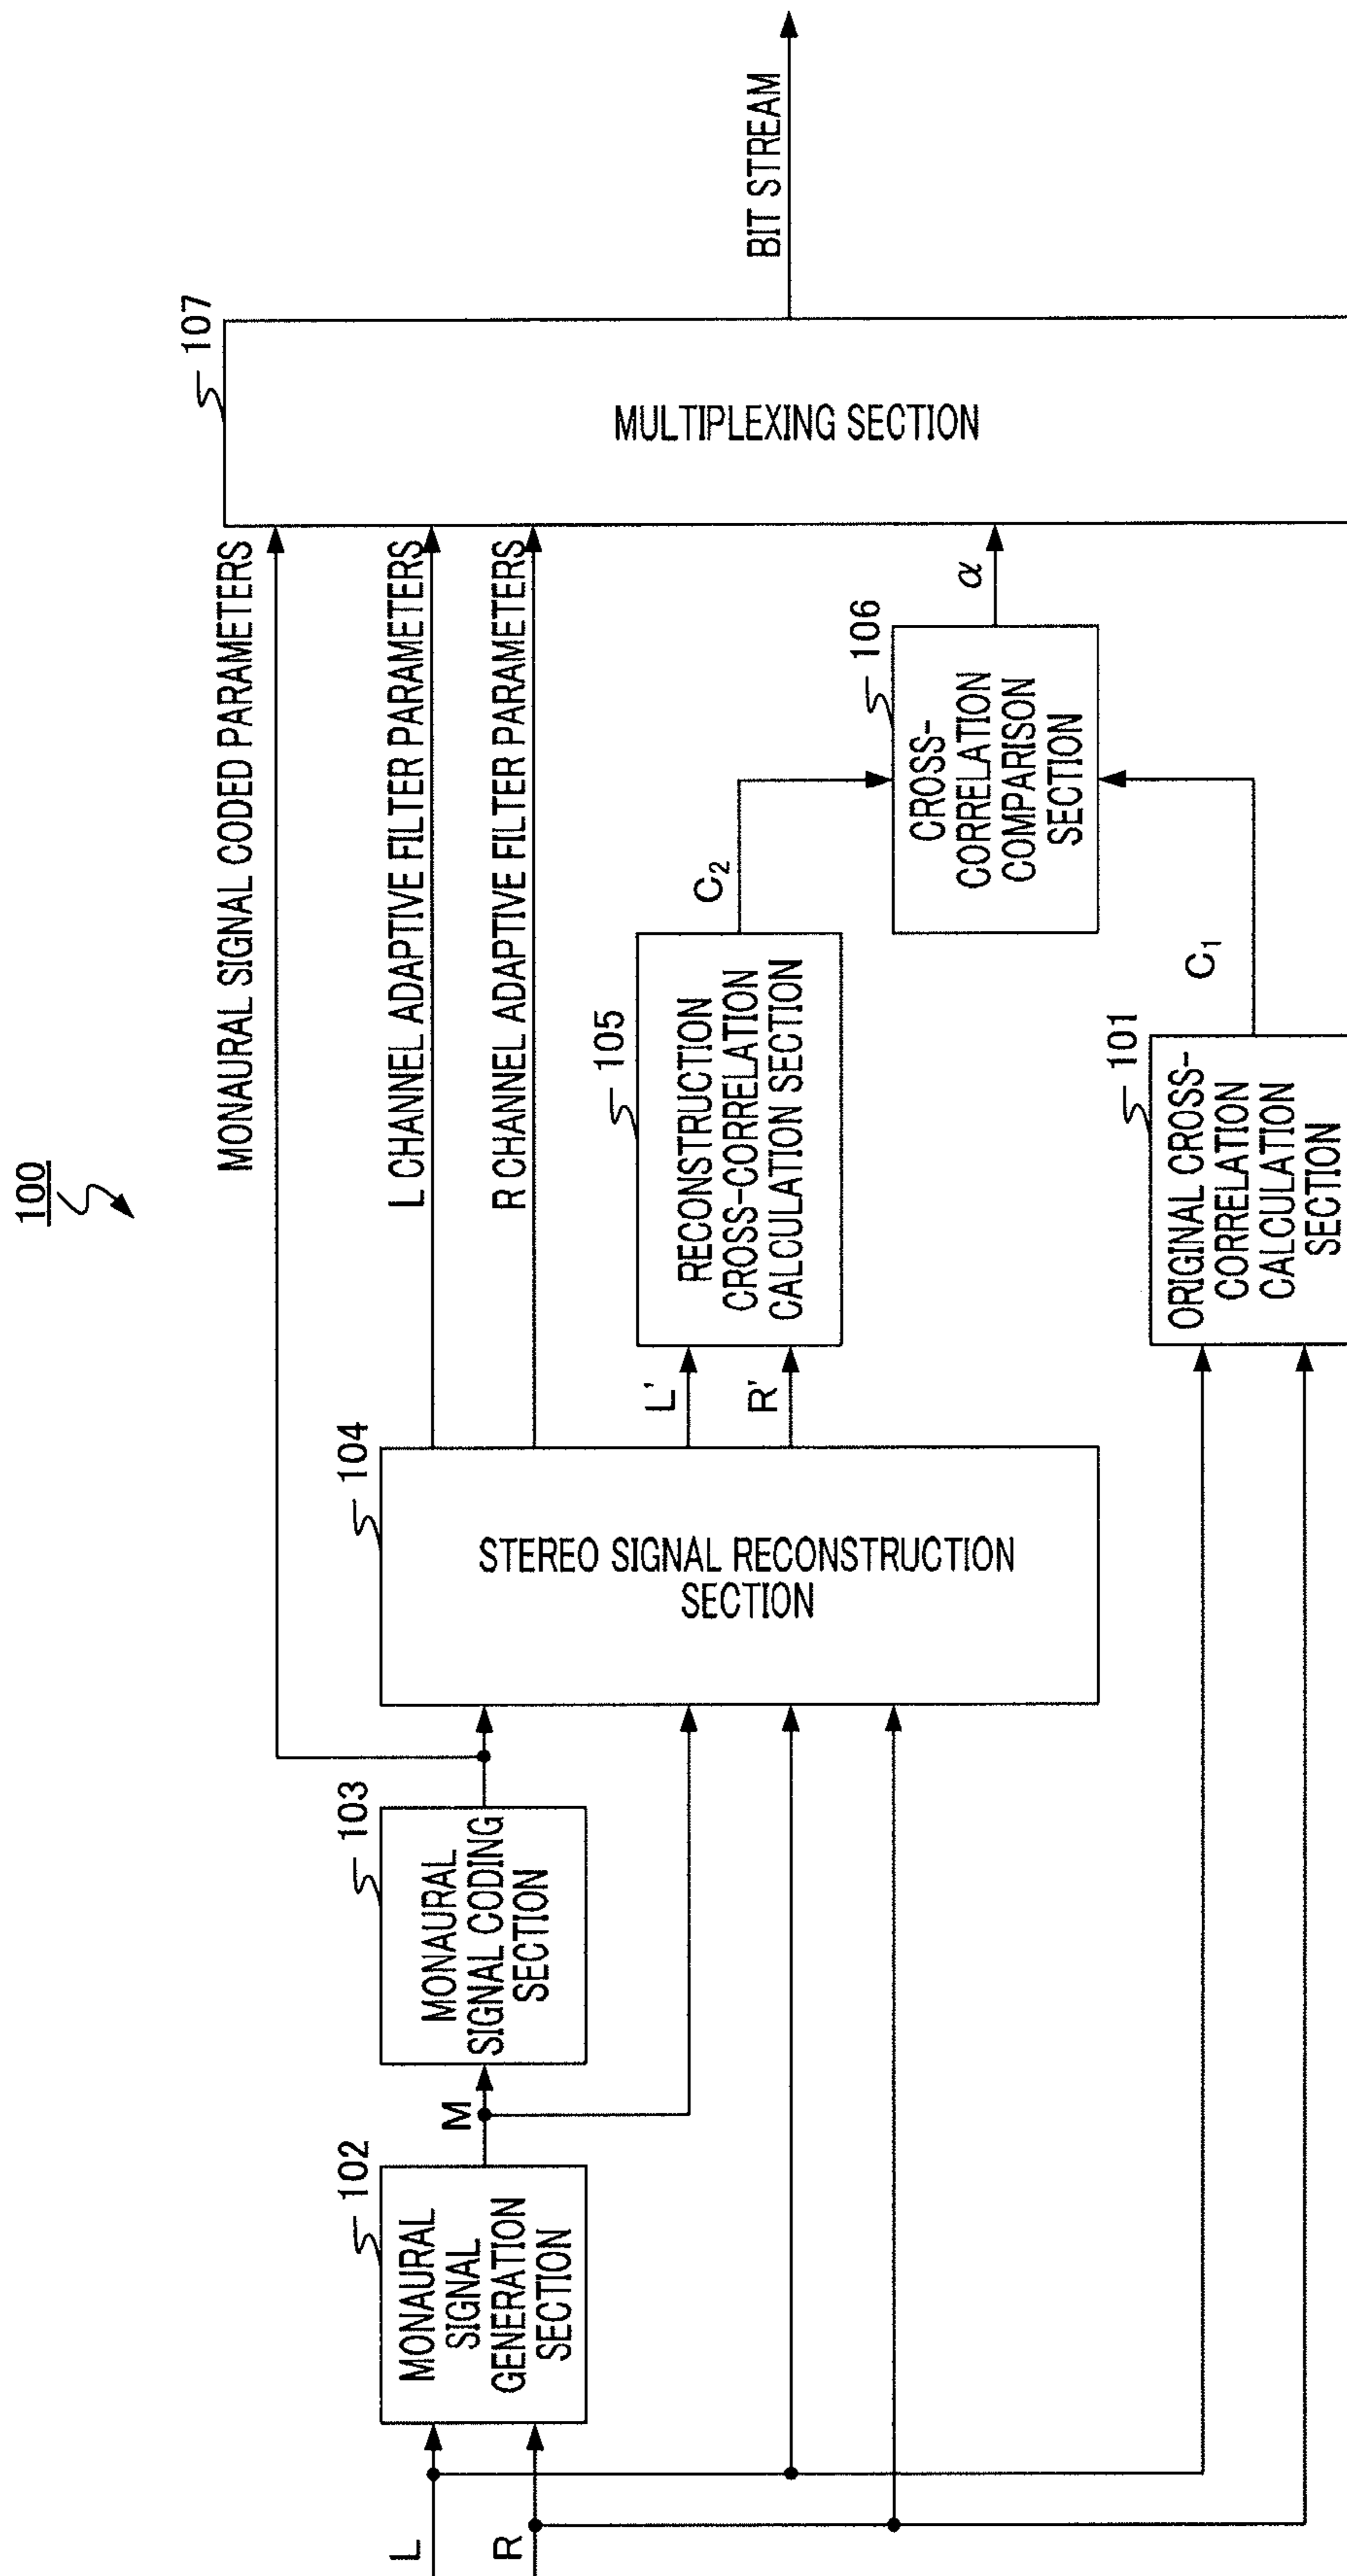 100
L
R
102
MONAURAL
SIGNAL
GENERATION
SECTION
M
103
MONAURAL
SIGNAL CODING
SECTION
104
STEREO SIGNAL RECONSTRUCTION
SECTION
MONAURAL SIGNAL CODED PARAMETERS
L CHANNEL ADAPTIVE FILTER PARAMETERS
R CHANNEL ADAPTIVE FILTER PARAMETERS
L'
R'
105
RECONSTRUCTION
CROSS-CORRELATION
CALCULATION SECTION
C₂
101
ORIGINAL CROSS-
CORRELATION
CALCULATION
SECTION
C₁
106
CROSS-
CORRELATION
COMPARISON
SECTION
α
107
MULTIPLEXING SECTION
BIT STREAM